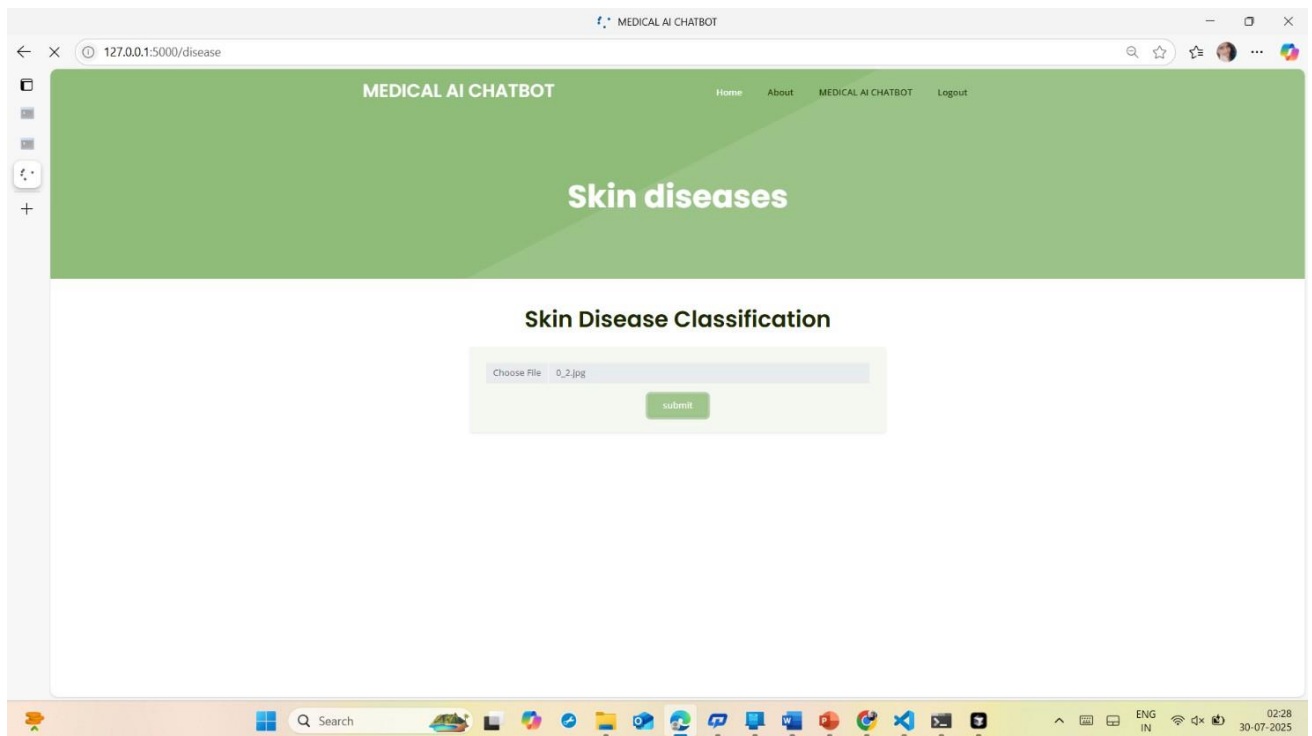 MEDICAL AI CHATBOT
127.0.0.1:5000/disease
MEDICAL AI CHATBOT Home About MEDICAL AI CHATBOT Logout
Skin diseases
Skin Disease Classification
Choose File 0_2.jpg
submit
Search
ENG 02:28
IN 30-07-2025